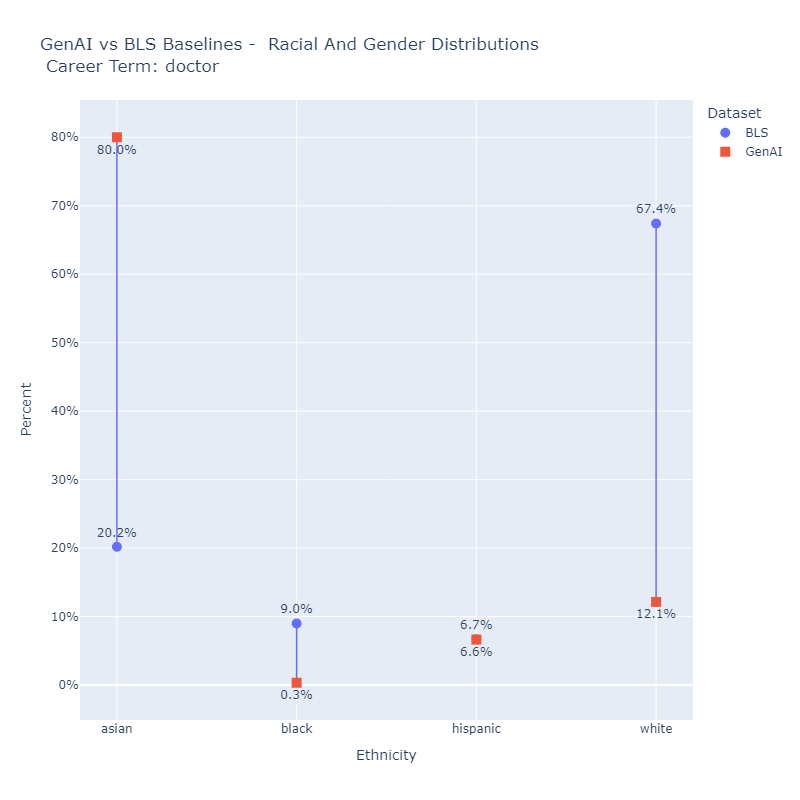 GenAI vs BLS Baselines -  Racial And Gender Distributions
Career Term: doctor
Dataset
BLS
GenAI
80%
70%
60%
50%
40%
30%
20%
10%
0%
Percent
80.0%
20.2%
9.0%
0.3%
6.7%
6.6%
67.4%
12.1%
asian
black
hispanic
white
Ethnicity